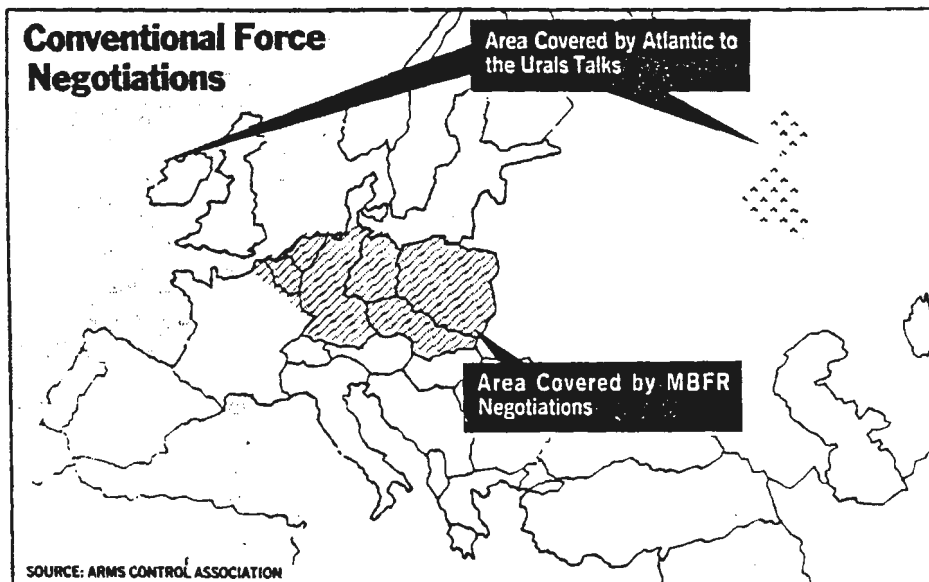 Conventional Force
Negotiations
Area Covered by Atlantic to
the Urals Talks
Area Covered by MBFR
Negotiations
SOURCE: ARMS CONTROL ASSOCIATION